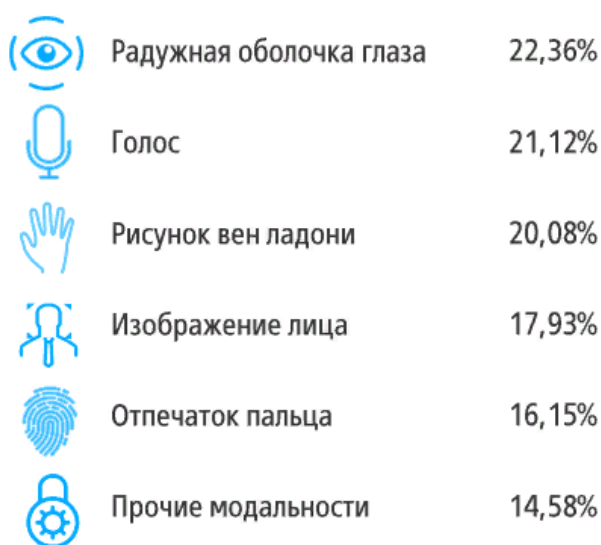 Радужная оболочка глаза 22,36%
Голос 21,12%
Рисунок вен ладони 20,08%
Изображение лица 17,93%
Отпечаток пальца 16,15%
Прочие модальности 14,58%